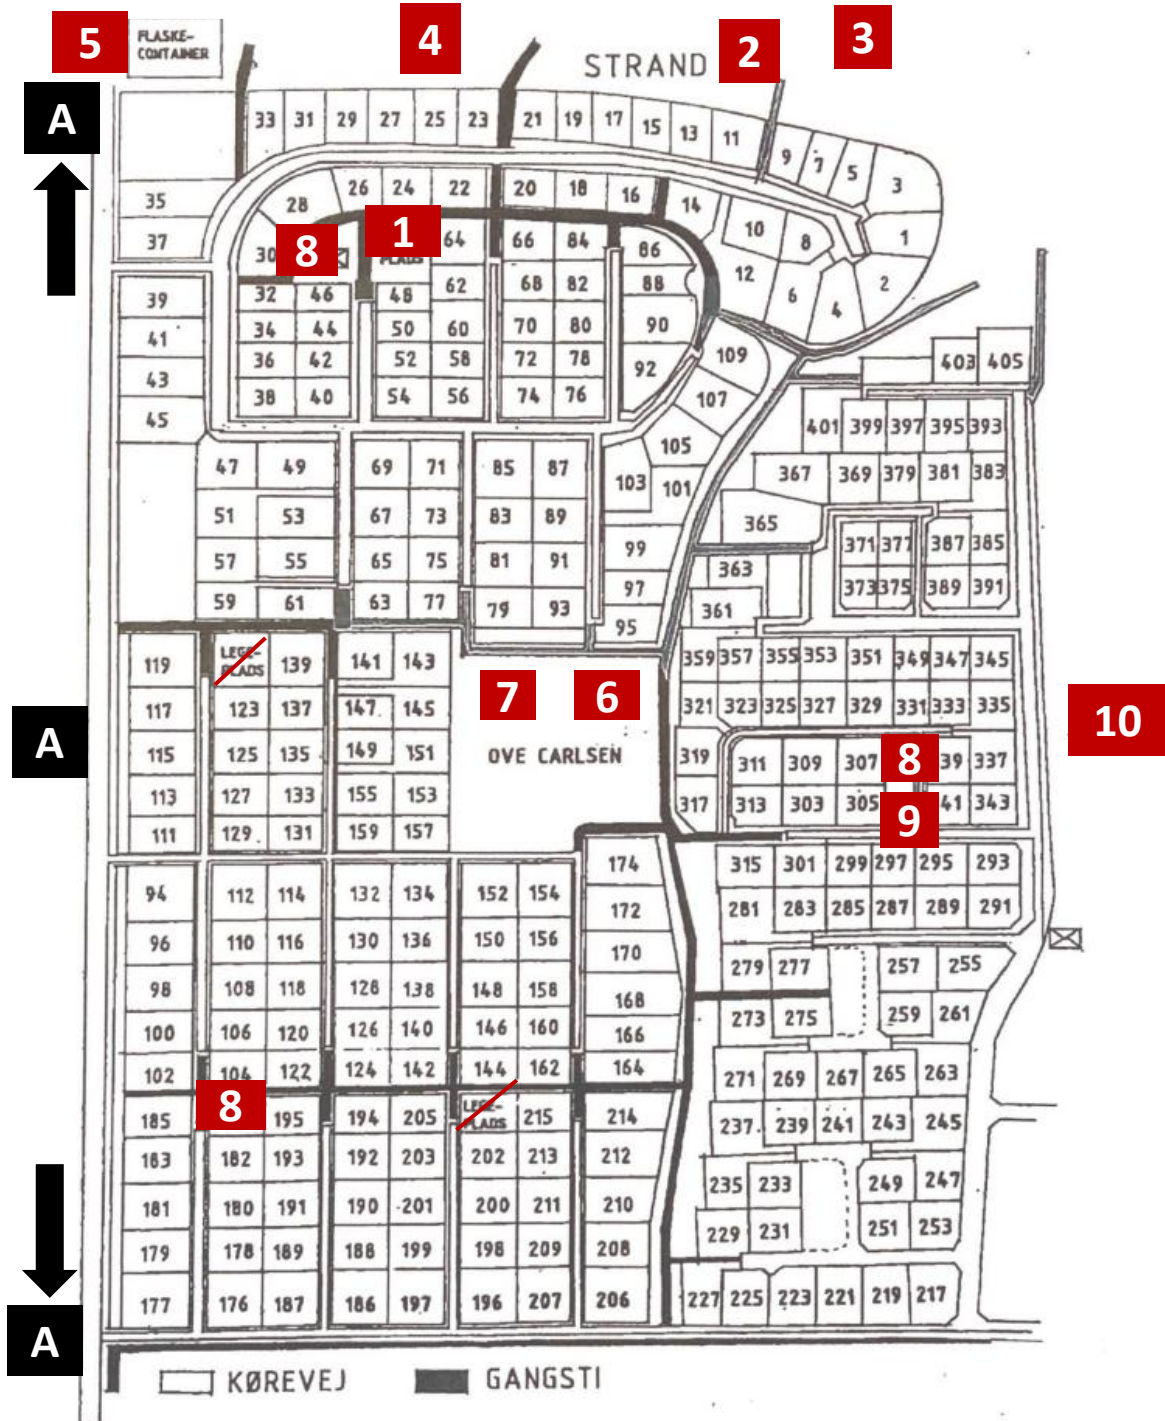 5 FLASKE- 4 2 3
CONTAINER
STRAND
A
33 31 29 27 25 23 21 19 17 15 13 11
9 7 5 3
35 28 26 24 22 20 18 16 14 10 8 1
37 30 8 1 64 66 84 86 12 6 4 2
PLADS
39 32 46 48 62 68 82 88
41 34 44 50 60 70 80 90
43 36 42 52 58 72 78 92 109 403 405
45 38 40 54 56 74 76 107
401 399 397 395 393
47 49 69 71 85 87 103 105 101 367 369 379 381 383
51 53 67 73 83 89 99 365 371 377 387 385
57 55 65 75 81 91 97 363 373 375 389 391
59 61 63 77 79 93 95 361
119 LEGE- 139 141 143 359 357 355 353 351 349 347 345
PLADS
117 123 137 147 145 7 6 321 323 325 327 329 331 333 335 10
A 115 125 135 149 151 OVE CARLSEN 319 311 309 307 8 39 337
113 127 133 155 153 317 313 303 305 9 41 343
111 129 131 159 157
94 112 114 132 134 152 154 174 315 301 299 297 295 293
96 110 116 130 136 150 156 172 281 283 285 287 289 291
98 108 118 128 138 148 158 170 279 277 257 255
100 106 120 126 140 146 160 168 273 275 259 261
166
102 104 122 124 142 144 162 164 271 269 267 265 263
185 8 195 194 205 LEGE- 215 214 237 239 241 243 245
PLADS
183 182 193 192 203 202 213 212 235 233 249 247
181 180 191 190 201 200 211 210 229 231 251 253
179 178 189 188 199 198 209 208
177 176 187 186 197 196 207 206 227 225 223 221 219 217
A
KØREVEJ GANGSTI